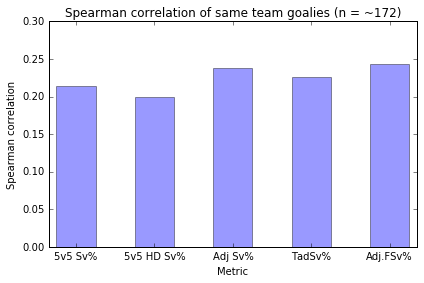 Spearman correlation of same team goalies (n = ~172)
0.30
0.25
0.20
0.15
0.10
0.05
0.00
Spearman correlation
5v5 Sv% 5v5 HD Sv% Adj Sv% TadSv% Adj.FSv%
Metric